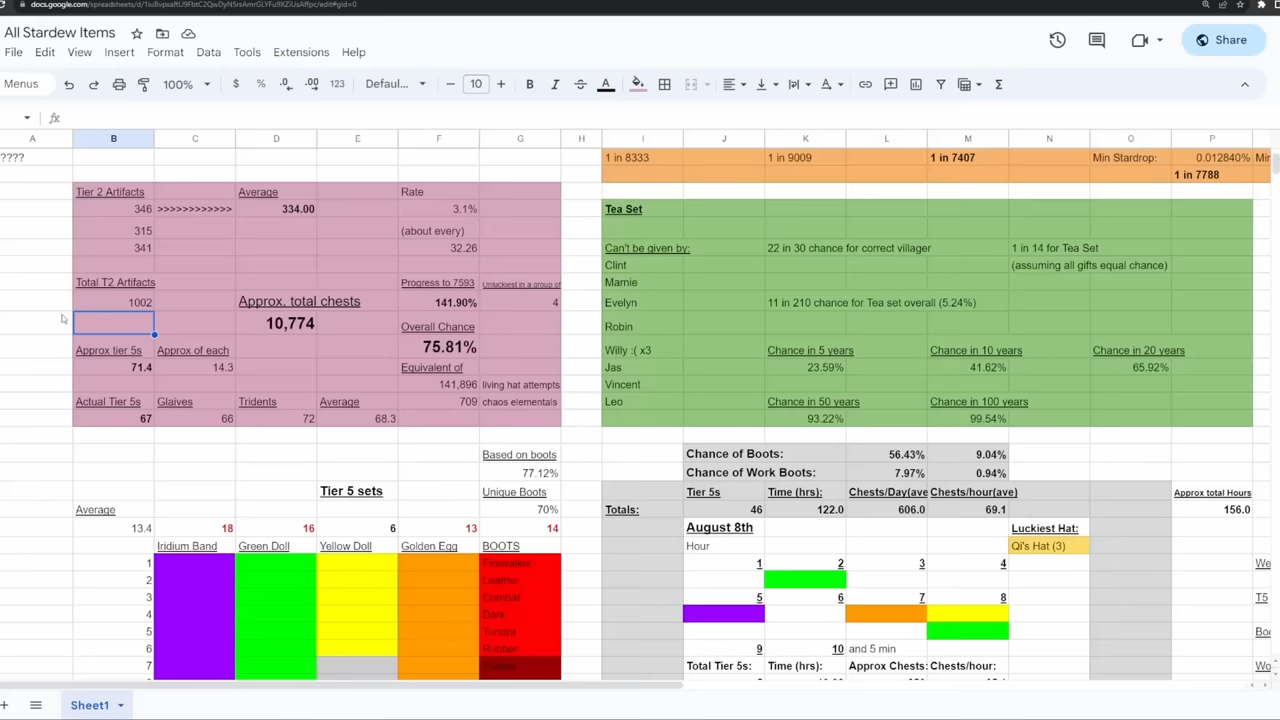 docs.google.com/spreadsheets/d/1iuBvpxaftU9FbtC2QwDyN5rsAmrGLYFu9XZiUsAffpc/edit#gid=0
All Stardew Items
File Edit View Insert Format Data Tools Extensions Help
Share
Menus 100% $ % .0 .00 123 Defaul... 10 B I A
fx
A B C D E F G H I J K L M N O P
???? 1 in 8333 1 in 9009 1 in 7407 Min Stardrop: 0.012840%
1 in 7788
Tier 2 Artifacts Average Rate
346 >>>>>>>>>>>> 334.00 3.1% Tea Set
315 (about every)
341 32.26 Can't be given by: 22 in 30 chance for correct villager 1 in 14 for Tea Set
Clint (assuming all gifts equal chance)
Total T2 Artifacts Progress to 7593 Unluckiest in a group of Marnie
1002 Approx. total chests 141.90% 4 Evelyn 11 in 210 chance for Tea set overall (5.24%)
10,774 Overall Chance Robin
Approx tier 5s Approx of each 75.81% Willy :( x3 Chance in 5 years Chance in 10 years Chance in 20 years
71.4 14.3 Equivalent of Jas 23.59% 41.62% 65.92%
141,896 living hat attempts Vincent
Actual Tier 5s Glaives Tridents Average 709 chaos elementals Leo Chance in 50 years Chance in 100 years
67 66 72 68.3 93.22% 99.54%
Based on boots Chance of Boots: 56.43% 9.04%
77.12% Chance of Work Boots: 7.97% 0.94%
Tier 5 sets Unique Boots Tier 5s Time (hrs): Chests/Day(ave Chests/hour(ave) Approx total Hours
Average 70% Totals: 46 122.0 606.0 69.1 156.0
13.4 18 16 6 13 14 August 8th Luckiest Hat:
Iridium Band Green Doll Yellow Doll Golden Egg BOOTS Hour Qi's Hat (3)
1 Firewalker 1 2 3 4
2 Leather
3 Combat 5 6 7 8 T5
4 Dark
5 Tundra
6 Rubber 9 10 and 5 min
7 Total Tier 5s: Time (hrs): Approx Chests: Chests/hour:
Sheet1